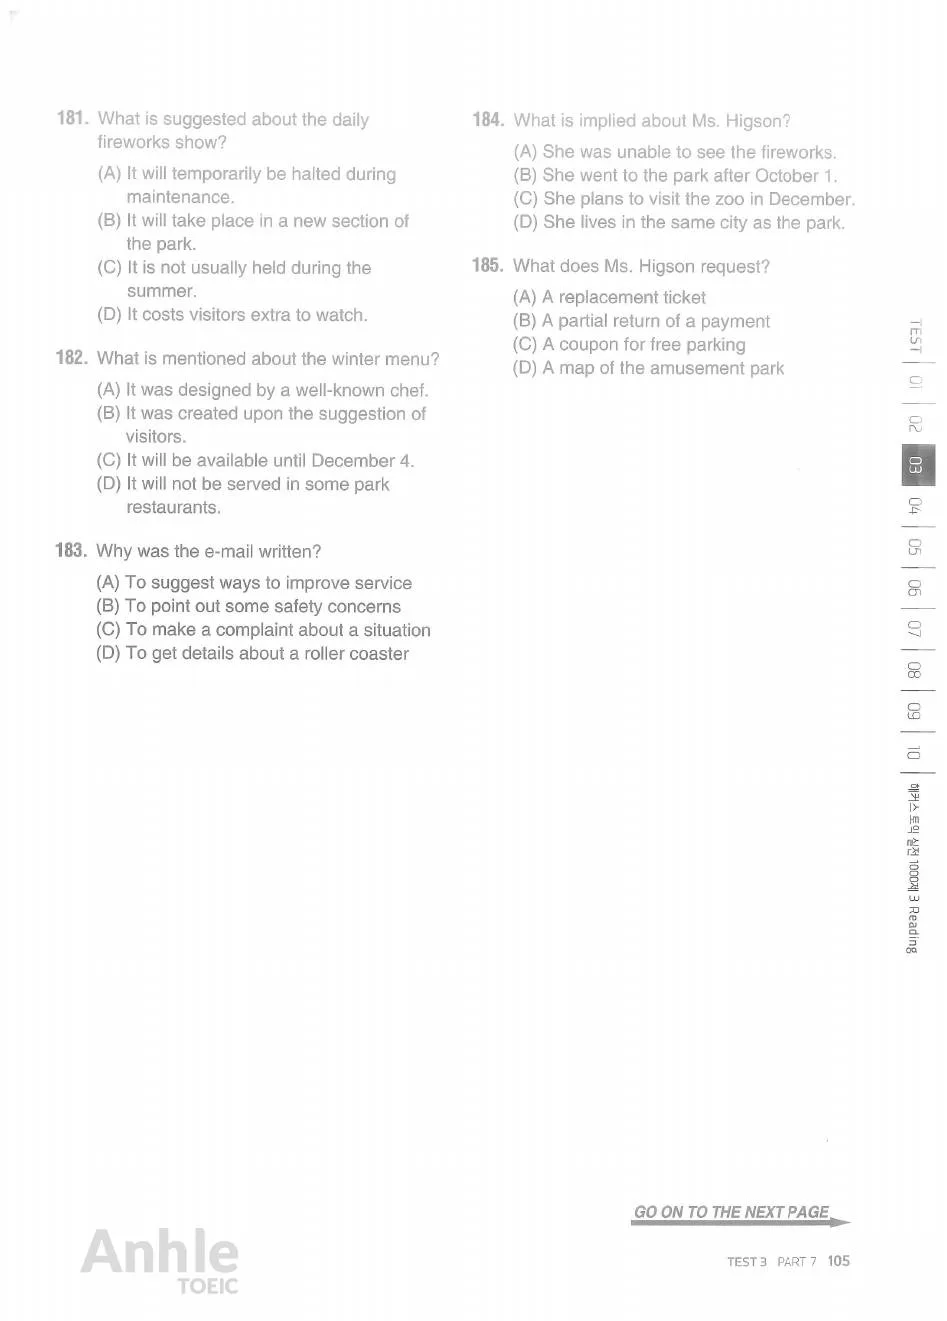 181. What is suggested about the daily
fireworks show?
(A) It will temporarily be halted during
maintenance.
(B) It will take place in a new section of
the park.
(C) It is not usually held during the
summer.
(D) It costs visitors extra to watch.
182. What is mentioned about the winter menu?
(A) It was designed by a well-known chef.
(B) It was created upon the suggestion of
visitors.
(C) It will be available until December 4.
(D) It will not be served in some park
restaurants.
183. Why was the e-mail written?
(A) To suggest ways to improve service
(B) To point out some safety concerns
(C) To make a complaint about a situation
(D) To get details about a roller coaster
184. What is implied about Ms. Higson?
(A) She was unable to see the fireworks.
(B) She went to the park after October 1.
(C) She plans to visit the zoo in December.
(D) She lives in the same city as the park.
185. What does Ms. Higson request?
(A) A replacement ticket
(B) A partial return of a payment
(C) A coupon for free parking
(D) A map of the amusement park
TEST 01 02 03 04 05 06 07 08 09 10 해커스 토익 실전 1000제 3 Reading
GO ON TO THE NEXT PAGE
Anhle
TOEIC
TEST 3 PART 7 105